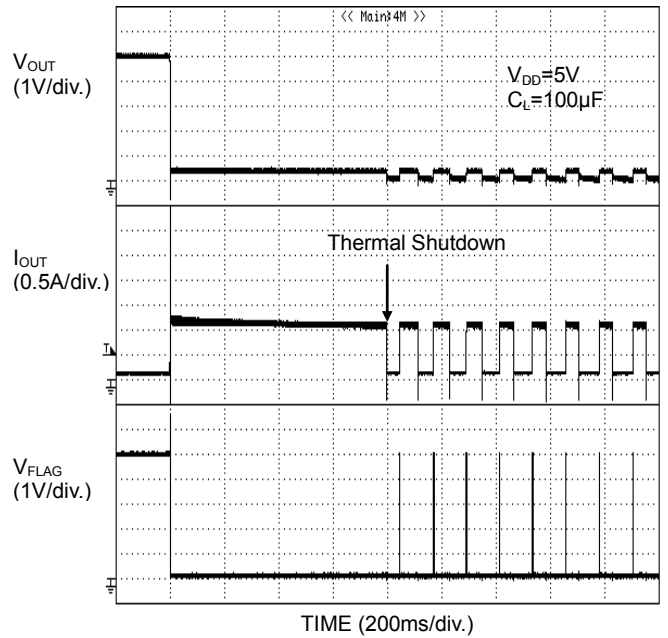 << Main:4M >>
VOUT
(1V/div.)
VDD=5V
CL=100µF
Thermal Shutdown
IOUT
(0.5A/div.)
VFLAG
(1V/div.)
TIME (200ms/div.)